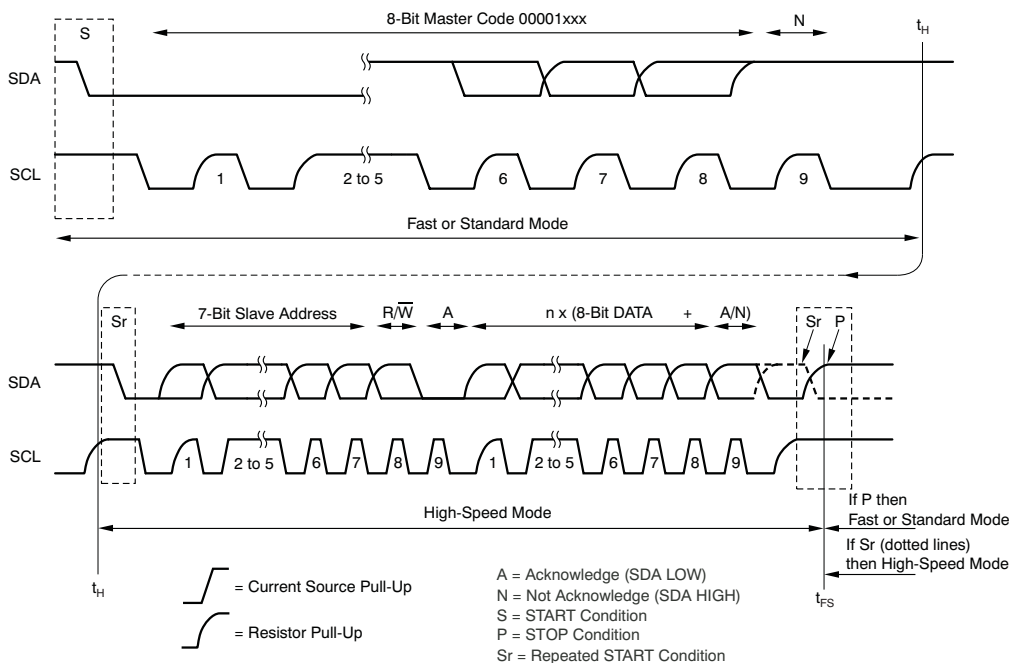 8-Bit Master Code 00001xxx
S
N
tH
SDA
SCL
1
2 to 5
6
7
8
9
Fast or Standard Mode
Sr
7-Bit Slave Address
R/W
A
n x (8-Bit DATA +
A/N)
Sr P
SDA
SCL
1
2 to 5
6
7
8
9
1
2 to 5
6
7
8
9
High-Speed Mode
If P then
Fast or Standard Mode
If Sr (dotted lines)
then High-Speed Mode
tH
tFS
= Current Source Pull-Up
= Resistor Pull-Up
A = Acknowledge (SDA LOW)
N = Not Acknowledge (SDA HIGH)
S = START Condition
P = STOP Condition
Sr = Repeated START Condition